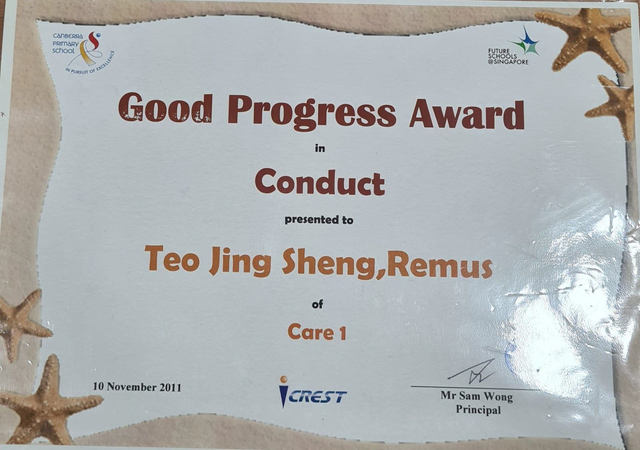 CANBERRA
PRIMARY
SCHOOL
IN PURSUIT OF EXCELLENCE
FUTURE
SCHOOLS
@SINGAPORE
Good Progress Award
in
Conduct
presented to
Teo Jing Sheng,Remus
of
Care 1
10 November 2011
iCREST
Mr Sam Wong
Principal